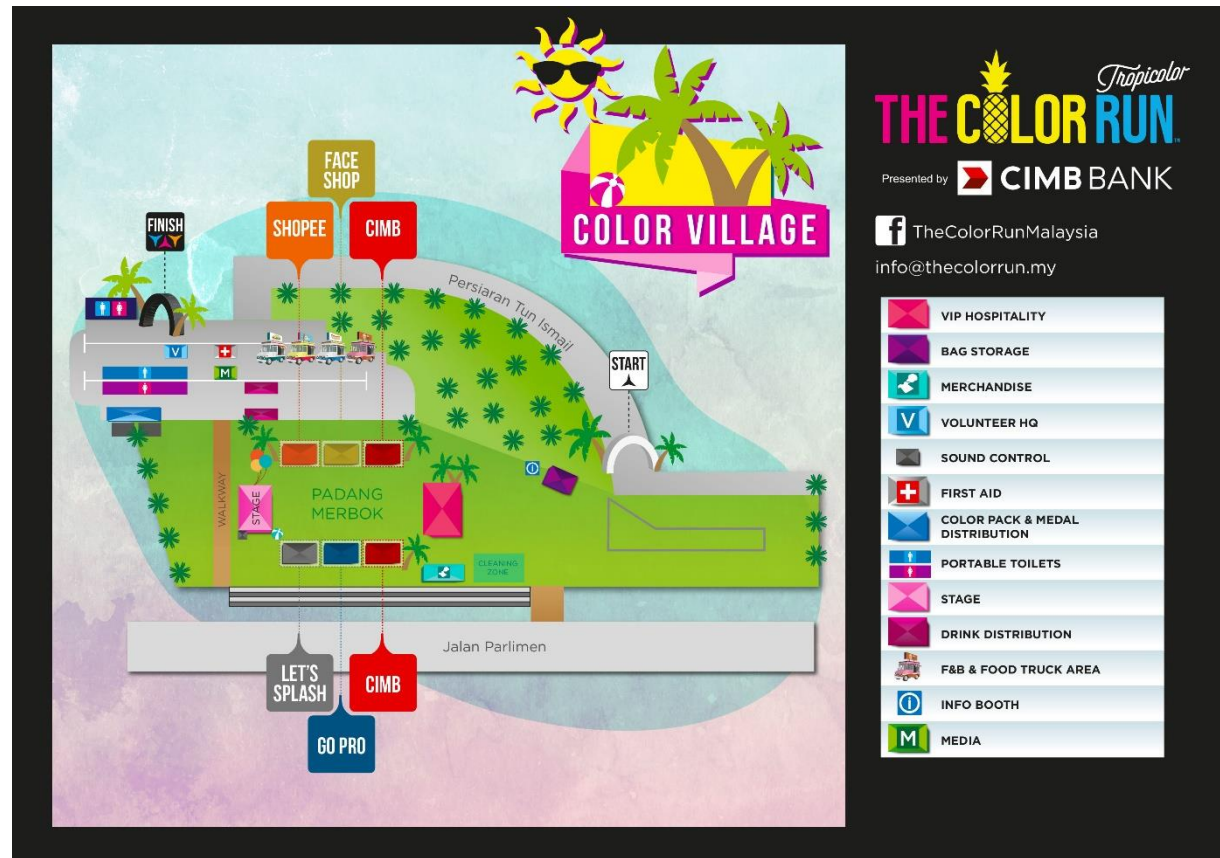 FACE
SHOP
FINISH
SHOPEE
CIMB
COLOR VILLAGE
Persiaran Tun Ismail
START
V
M
WALKWAY
STAGE
PADANG
MERBOK
CLEANING
ZONE
Jalan Parlimen
LET'S
SPLASH
CIMB
GO PRO
Tropicolor
THE COLOR RUN
TM
Presented by CIMB BANK
f TheColorRunMalaysia
info@thecolorrun.my
VIP HOSPITALITY
BAG STORAGE
MERCHANDISE
V VOLUNTEER HQ
SOUND CONTROL
FIRST AID
COLOR PACK & MEDAL
DISTRIBUTION
PORTABLE TOILETS
STAGE
DRINK DISTRIBUTION
F&B & FOOD TRUCK AREA
i INFO BOOTH
M MEDIA